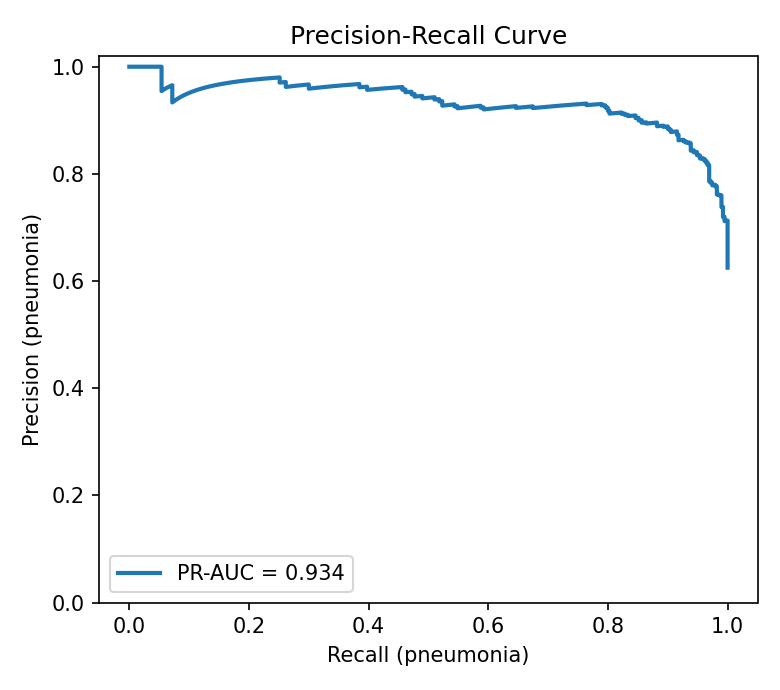 Precision-Recall Curve
1.0
0.8
0.6
0.4
0.2
0.0
Precision (pneumonia)
PR-AUC = 0.934
0.0 0.2 0.4 0.6 0.8 1.0
Recall (pneumonia)